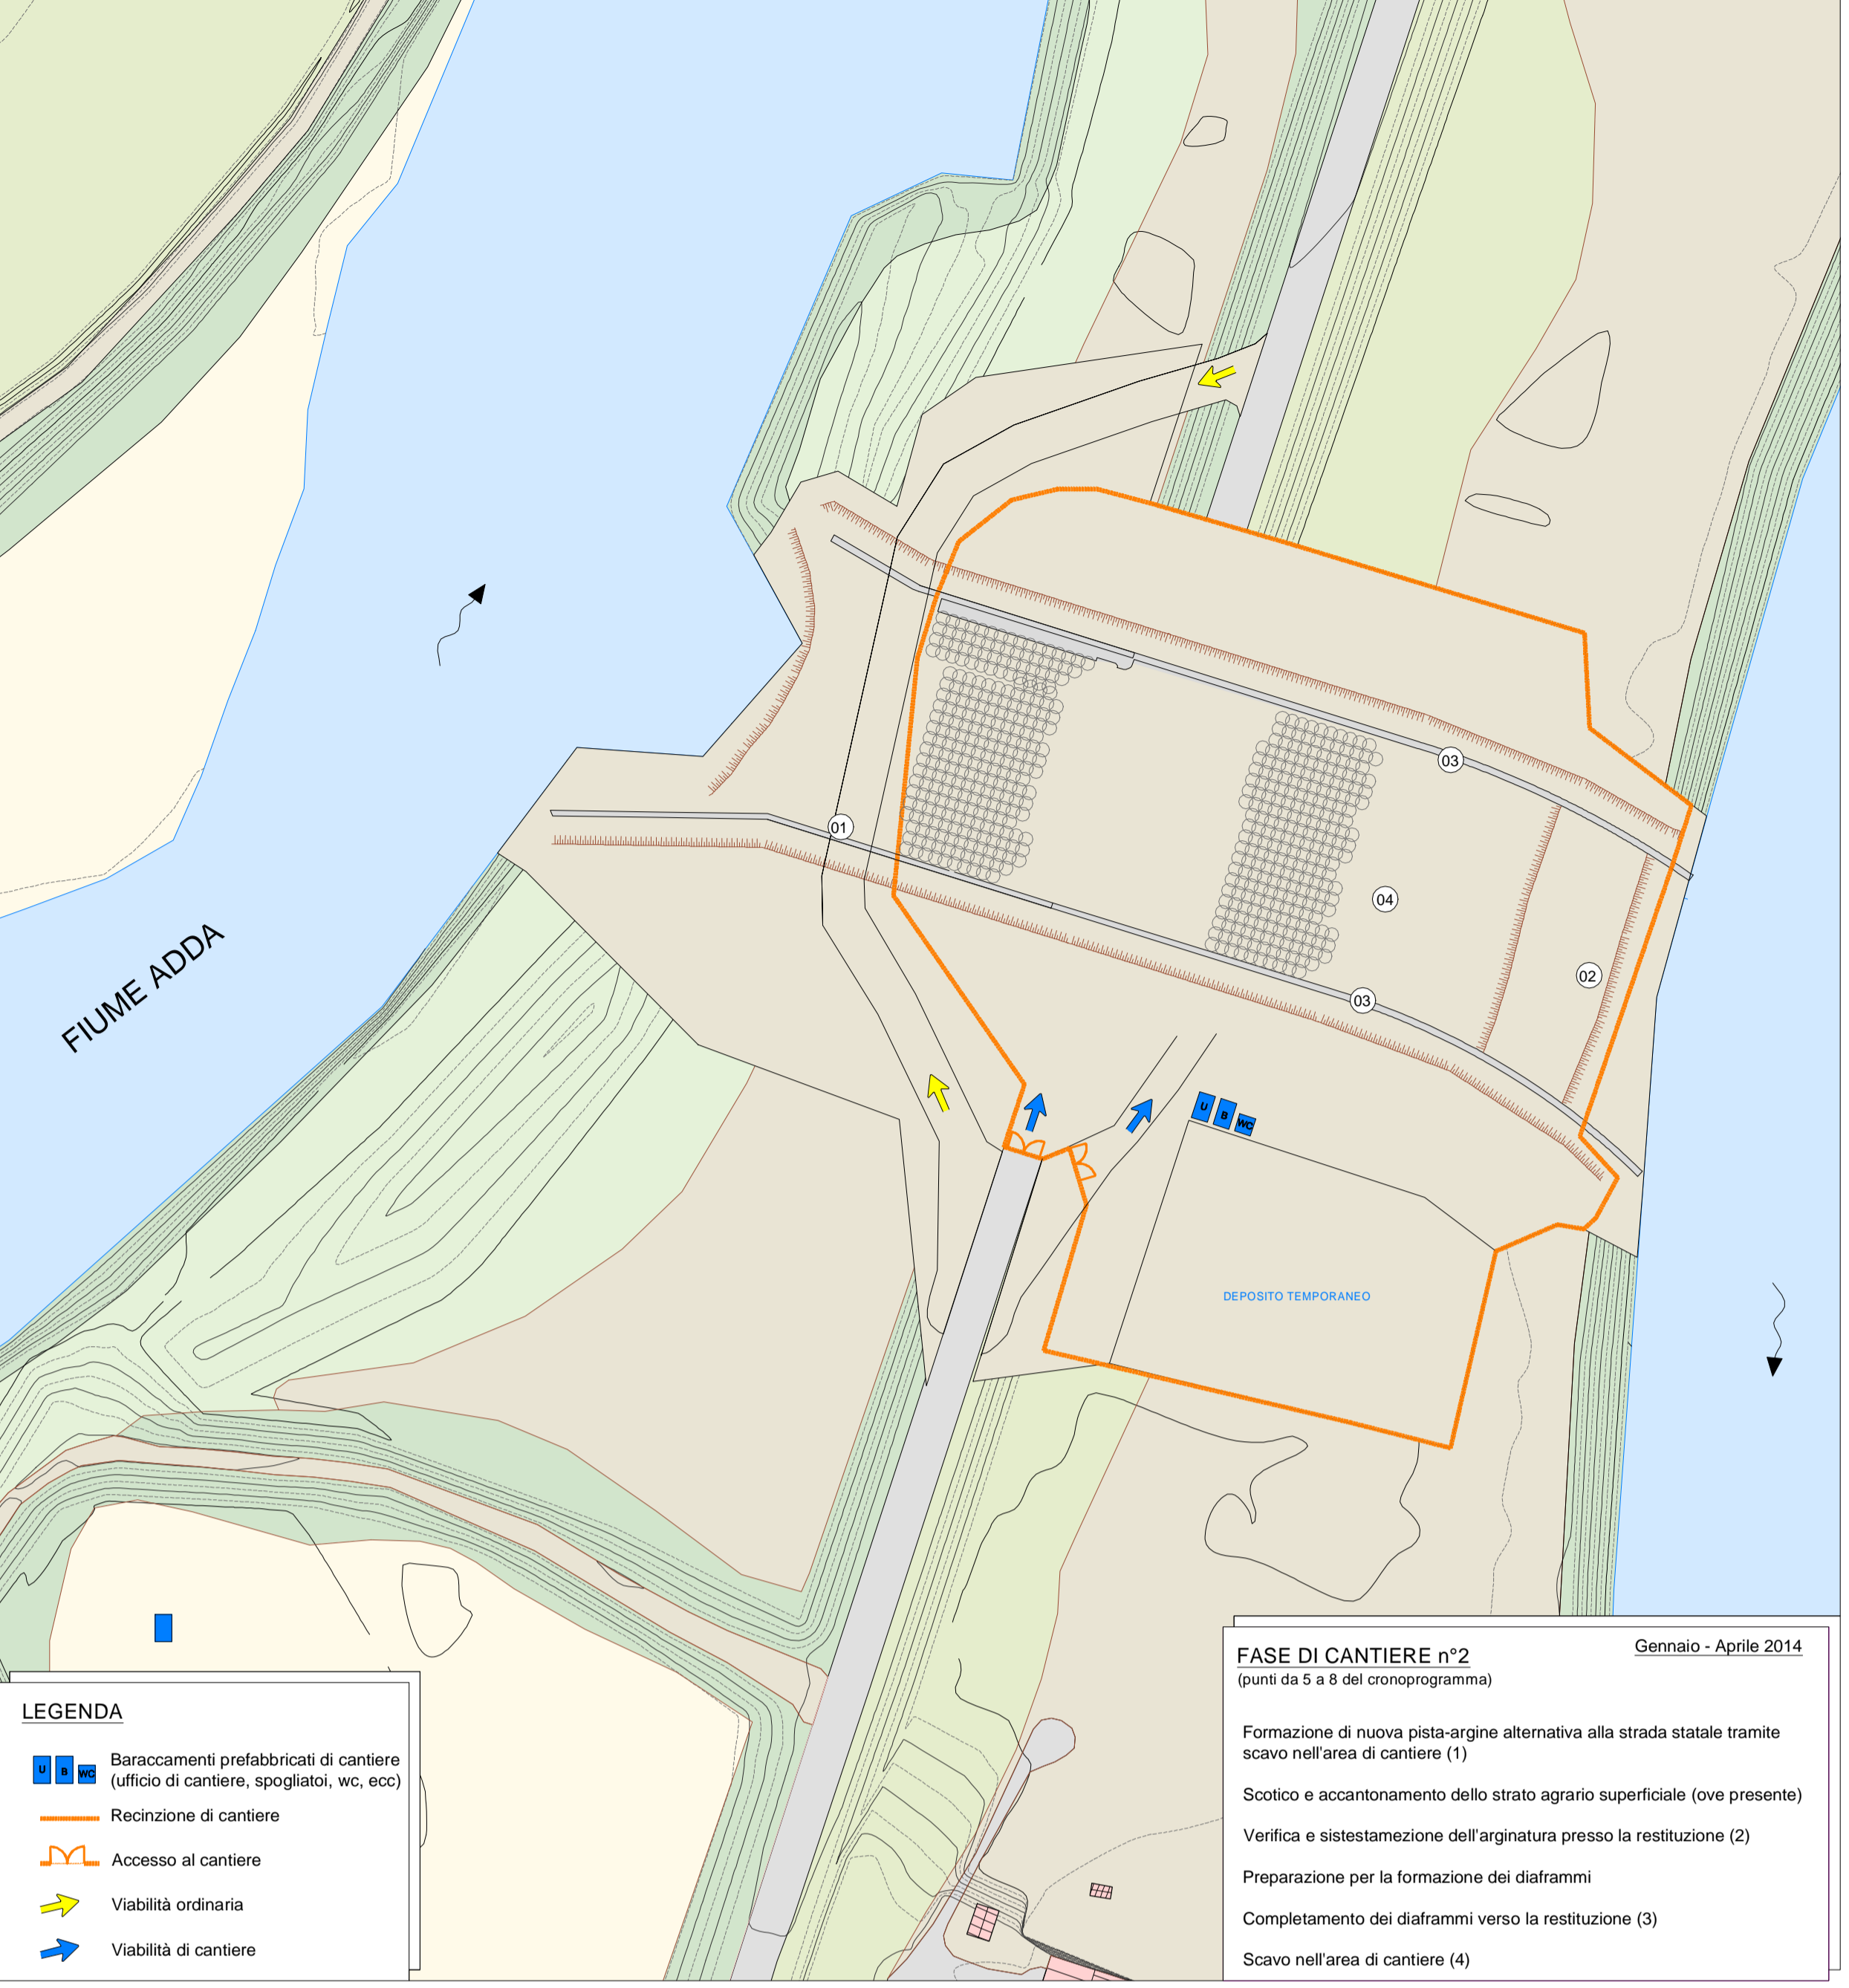 03
01
04
02
03
FIUME ADDA
U B WC
DEPOSITO TEMPORANEO
LEGENDA
U B WC
Baraccamenti prefabbricati di cantiere
(ufficio di cantiere, spogliatoi, wc, ecc)
Recinzione di cantiere
Accesso al cantiere
Viabilità ordinaria
Viabilità di cantiere
FASE DI CANTIERE n°2
Gennaio - Aprile 2014
(punti da 5 a 8 del cronoprogramma)
Formazione di nuova pista-argine alternativa alla strada statale tramite
scavo nell'area di cantiere (1)
Scotico e accantonamento dello strato agrario superficiale (ove presente)
Verifica e sistestamezione dell'arginatura presso la restituzione (2)
Preparazione per la formazione dei diaframmi
Completamento dei diaframmi verso la restituzione (3)
Scavo nell'area di cantiere (4)